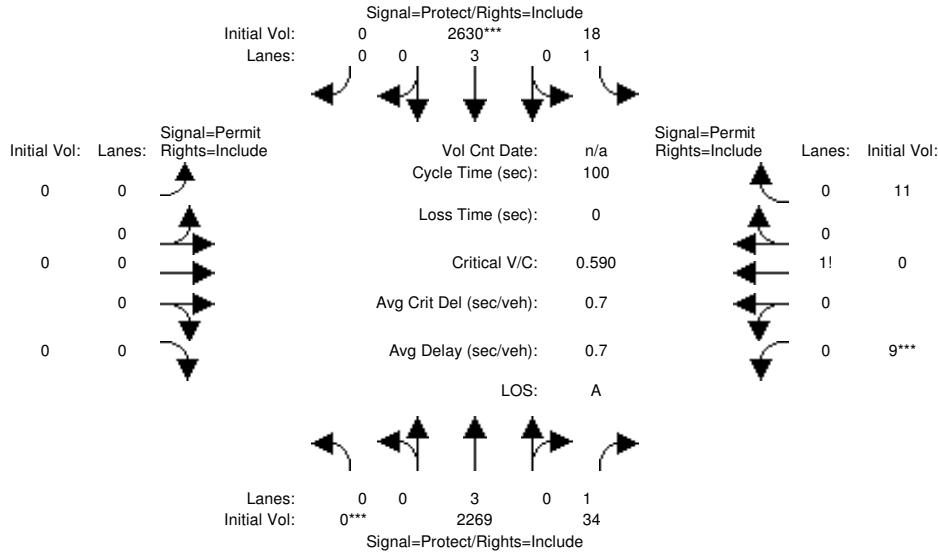 Signal=Protect/Rights=Include
Initial Vol: 0 2630*** 18
Lanes: 0 0 3 0 1
Signal=Permit Signal=Permit
Initial Vol: Lanes: Rights=Include Vol Cnt Date: n/a Rights=Include Lanes: Initial Vol:
Cycle Time (sec): 100
0 0 0 11
Loss Time (sec): 0
0 0
0 0 Critical V/C: 0.590 1! 0
0 Avg Crit Del (sec/veh): 0.7 0
0 0 Avg Delay (sec/veh): 0.7 0 9***
LOS: A
Lanes: 0 0 3 0 1
Initial Vol: 0*** 2269 34
Signal=Protect/Rights=Include